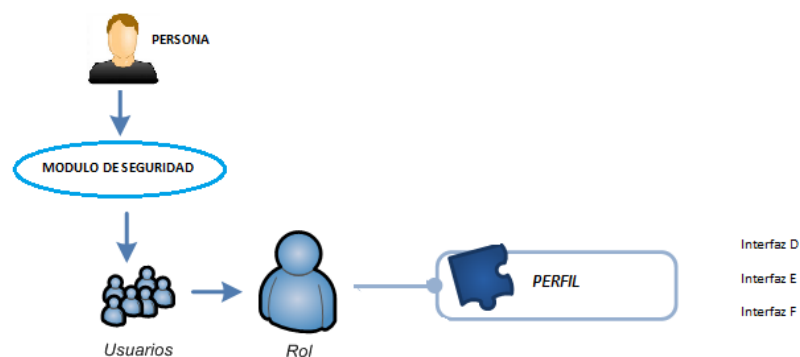 PERSONA
MODULO DE SEGURIDAD
Interfaz D
PERFIL
Interfaz E
Interfaz F
Usuarios
Rol